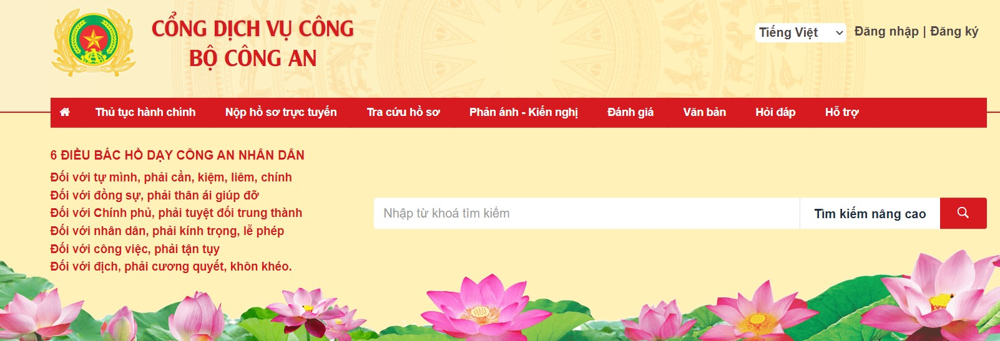 CỔNG DỊCH VỤ CÔNG
BỘ CÔNG AN
Tiếng Việt
Đăng nhập | Đăng ký
Thủ tục hành chính
Nộp hồ sơ trực tuyến
Tra cứu hồ sơ
Phản ánh - Kiến nghị
Đánh giá
Văn bản
Hỏi đáp
Hỗ trợ
6 ĐIỀU BÁC HỒ DẠY CÔNG AN NHÂN DÂN
Đối với tự mình, phải cần, kiệm, liêm, chính
Đối với đồng sự, phải thân ái giúp đỡ
Đối với Chính phủ, phải tuyệt đối trung thành
Đối với nhân dân, phải kính trọng, lễ phép
Đối với công việc, phải tận tụy
Đối với địch, phải cương quyết, khôn khéo.
Nhập từ khoá tìm kiếm
Tìm kiếm nâng cao